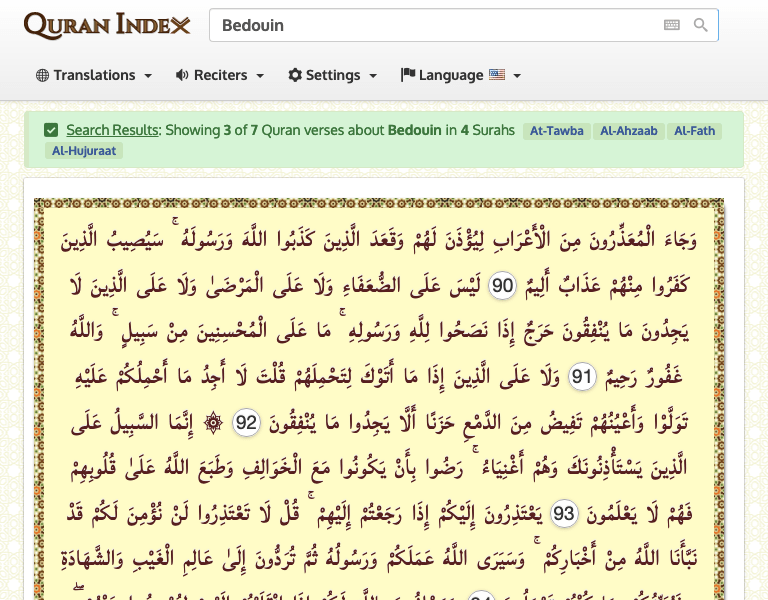 QURAN INDEX
Bedouin
Translations Reciters Settings Language
Search Results: Showing 3 of 7 Quran verses about Bedouin in 4 Surahs At-Tawba Al-Ahzaab Al-Fath
Al-Hujuraat
وَجَاءَ الْمُعَذِّرُونَ مِنَ الْأَعْرَابِ لِيُؤْذَنَ لَهُمْ وَقَعَدَ الَّذِينَ كَذَبُوا اللَّهَ وَرَسُولَهُ ۚ سَيُصِيبُ الَّذِينَ
كَفَرُوا مِنْهُمْ عَذَابٌ أَلِيمٌ 90 لَيْسَ عَلَى الضُّعَفَاءِ وَلَا عَلَى الْمَرْضَىٰ وَلَا عَلَى الَّذِينَ لَا
يَجِدُونَ مَا يُنْفِقُونَ حَرَجٌ إِذَا نَصَحُوا لِلَّهِ وَرَسُولِهِ ۚ مَا عَلَى الْمُحْسِنِينَ مِنْ سَبِيلٍ ۚ وَاللَّهُ
غَفُورٌ رَحِيمٌ 91 وَلَا عَلَى الَّذِينَ إِذَا مَا أَتَوْكَ لِتَحْمِلَهُمْ قُلْتَ لَا أَجِدُ مَا أَحْمِلُكُمْ عَلَيْهِ
تَوَلَّوْا وَأَعْيُنُهُمْ تَفِيضُ مِنَ الدَّمْعِ حَزَنًا أَلَّا يَجِدُوا مَا يُنْفِقُونَ 92 ۞ إِنَّمَا السَّبِيلُ عَلَى
الَّذِينَ يَسْتَأْذِنُونَكَ وَهُمْ أَغْنِيَاءُ ۚ رَضُوا بِأَنْ يَكُونُوا مَعَ الْخَوَالِفِ وَطَبَعَ اللَّهُ عَلَىٰ قُلُوبِهِمْ
فَهُمْ لَا يَعْلَمُونَ 93 يَعْتَذِرُونَ إِلَيْكُمْ إِذَا رَجَعْتُمْ إِلَيْهِمْ ۚ قُلْ لَا تَعْتَذِرُوا لَنْ نُؤْمِنَ لَكُمْ قَدْ
نَبَّأَنَا اللَّهُ مِنْ أَخْبَارِكُمْ ۚ وَسَيَرَى اللَّهُ عَمَلَكُمْ وَرَسُولُهُ ثُمَّ تُرَدُّونَ إِلَىٰ عَالِمِ الْغَيْبِ وَالشَّهَادَةِ